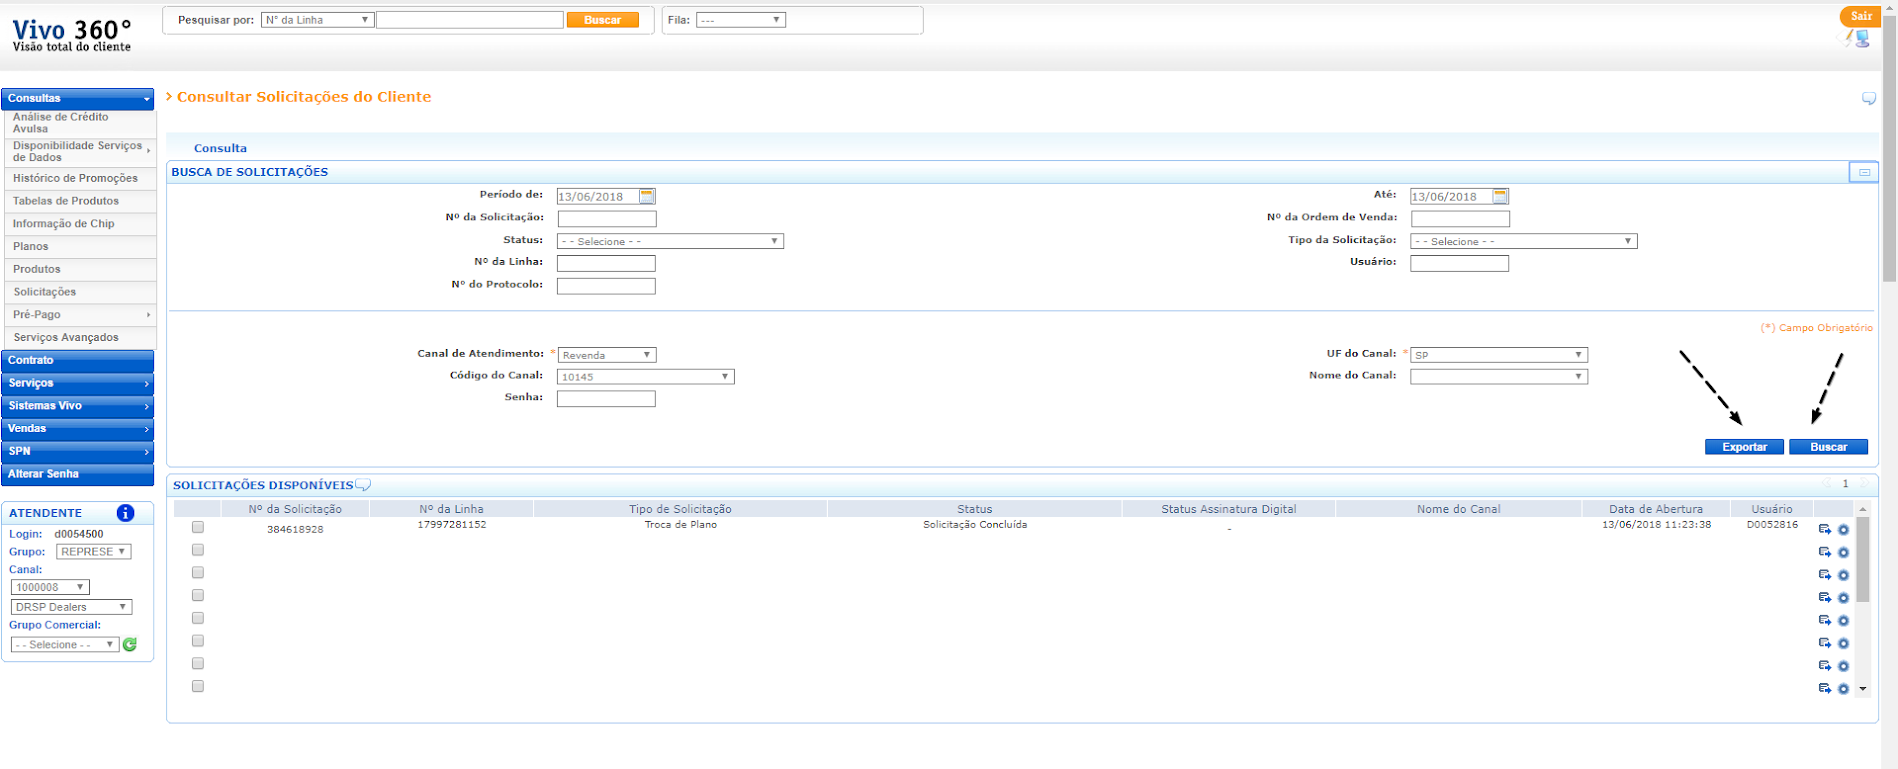 Vivo 360°
Visão total do cliente
Pesquisar por: N° da Linha Buscar
Fila: ---
Sair
Consultas
Análise de Crédito
Avulsa
Disponibilidade Serviços
de Dados
Histórico de Promoções
Tabelas de Produtos
Informação de Chip
Planos
Produtos
Solicitações
Pré-Pago
Serviços Avançados
Contrato
Serviços
Sistemas Vivo
Vendas
SPN
Alterar Senha
ATENDENTE i
Login: d0054500
Grupo: REPRESE
Canal:
1000008
DRSP Dealers
Grupo Comercial:
- - Selecione - -
> Consultar Solicitações do Cliente
Consulta
BUSCA DE SOLICITAÇÕES
Período de: 13/06/2018 Até: 13/06/2018
Nº da Solicitação: Nº da Ordem de Venda:
Status: - - Selecione - - Tipo da Solicitação: - - Selecione - -
Nº da Linha: Usuário:
Nº do Protocolo:
(*) Campo Obrigatório
Canal de Atendimento: * Revenda UF do Canal: * SP
Código do Canal: 10145 Nome do Canal:
Senha:
Exportar Buscar
SOLICITAÇÕES DISPONÍVEIS 1
Nº da Solicitação Nº da Linha Tipo de Solicitação Status Status Assinatura Digital Nome do Canal Data de Abertura Usuário
384618928 17997281152 Troca de Plano Solicitação Concluída - 13/06/2018 11:23:38 D0052816